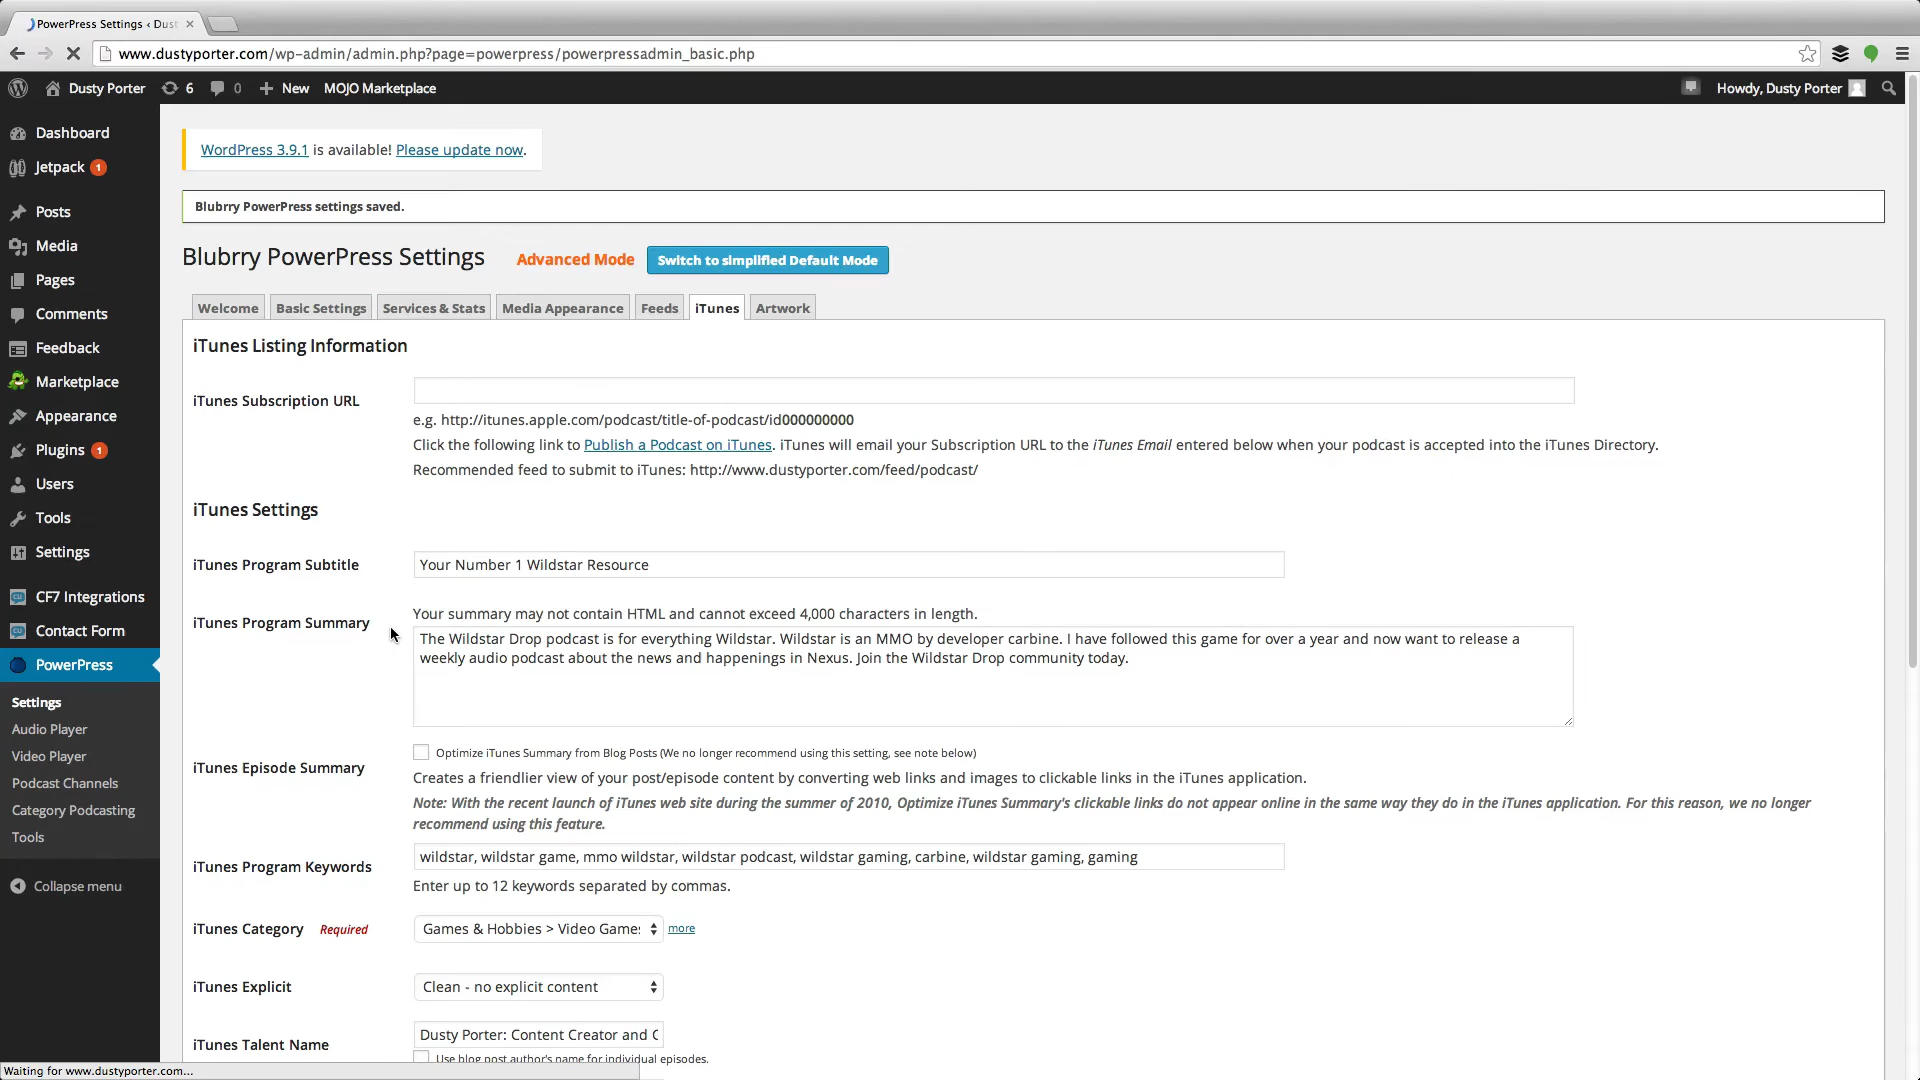 PowerPress Settings ‹ Dust
www.dustyporter.com/wp-admin/admin.php?page=powerpress/powerpressadmin_basic.php
Dusty Porter 6 0 New MOJO Marketplace Howdy, Dusty Porter
Dashboard
Jetpack 1
Posts
Media
Pages
Comments
Feedback
Marketplace
Appearance
Plugins 1
Users
Tools
Settings
CF7 Integrations
Contact Form
PowerPress
Settings
Audio Player
Video Player
Podcast Channels
Category Podcasting
Tools
Collapse menu
WordPress 3.9.1 is available! Please update now.
Blubrry PowerPress settings saved.
Blubrry PowerPress Settings Advanced Mode Switch to simplified Default Mode
Welcome Basic Settings Services & Stats Media Appearance Feeds iTunes Artwork
iTunes Listing Information
iTunes Subscription URL
e.g. http://itunes.apple.com/podcast/title-of-podcast/id000000000
Click the following link to Publish a Podcast on iTunes. iTunes will email your Subscription URL to the iTunes Email entered below when your podcast is accepted into the iTunes Directory.
Recommended feed to submit to iTunes: http://www.dustyporter.com/feed/podcast/
iTunes Settings
iTunes Program Subtitle Your Number 1 Wildstar Resource
Your summary may not contain HTML and cannot exceed 4,000 characters in length.
iTunes Program Summary
The Wildstar Drop podcast is for everything Wildstar. Wildstar is an MMO by developer carbine. I have followed this game for over a year and now want to release a
weekly audio podcast about the news and happenings in Nexus. Join the Wildstar Drop community today.
Optimize iTunes Summary from Blog Posts (We no longer recommend using this setting, see note below)
iTunes Episode Summary
Creates a friendlier view of your post/episode content by converting web links and images to clickable links in the iTunes application.
Note: With the recent launch of iTunes web site during the summer of 2010, Optimize iTunes Summary's clickable links do not appear online in the same way they do in the iTunes application. For this reason, we no longer
recommend using this feature.
iTunes Program Keywords wildstar, wildstar game, mmo wildstar, wildstar podcast, wildstar gaming, carbine, wildstar gaming, gaming
Enter up to 12 keywords separated by commas.
iTunes Category Required Games & Hobbies > Video Games more
iTunes Explicit Clean - no explicit content
iTunes Talent Name Dusty Porter: Content Creator and
Use blog post author's name for individual episodes.
Waiting for www.dustyporter.com...